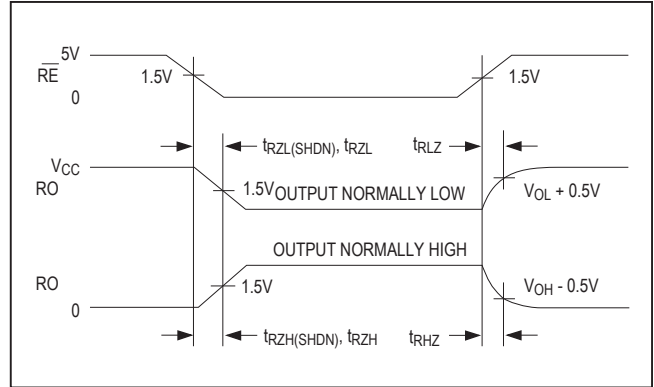 5V
RE
1.5V
1.5V
0
tRZL(SHDN), tRZL
tRLZ
VCC
RO
1.5V
OUTPUT NORMALLY LOW
VOL + 0.5V
OUTPUT NORMALLY HIGH
RO
1.5V
VOH - 0.5V
0
tRZH(SHDN), tRZH
tRHZ